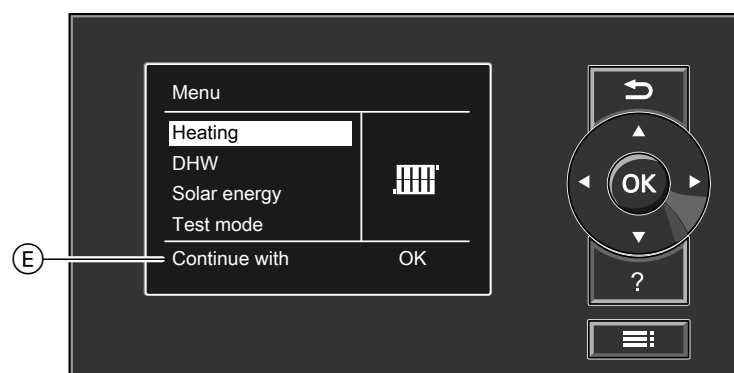 Menu
Heating
DHW
Solar energy
Test mode
Continue with OK
E
OK
?